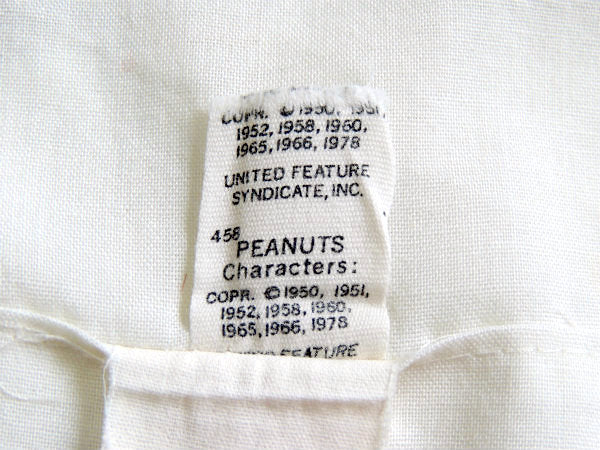 COPR. © 1950, 1951,
1952, 1958, 1960,
1965, 1966, 1978
UNITED FEATURE
SYNDICATE, INC.
458
PEANUTS
Characters:
COPR. © 1950, 1951,
1952, 1958, 1960,
1965, 1966, 1978
FEATURE